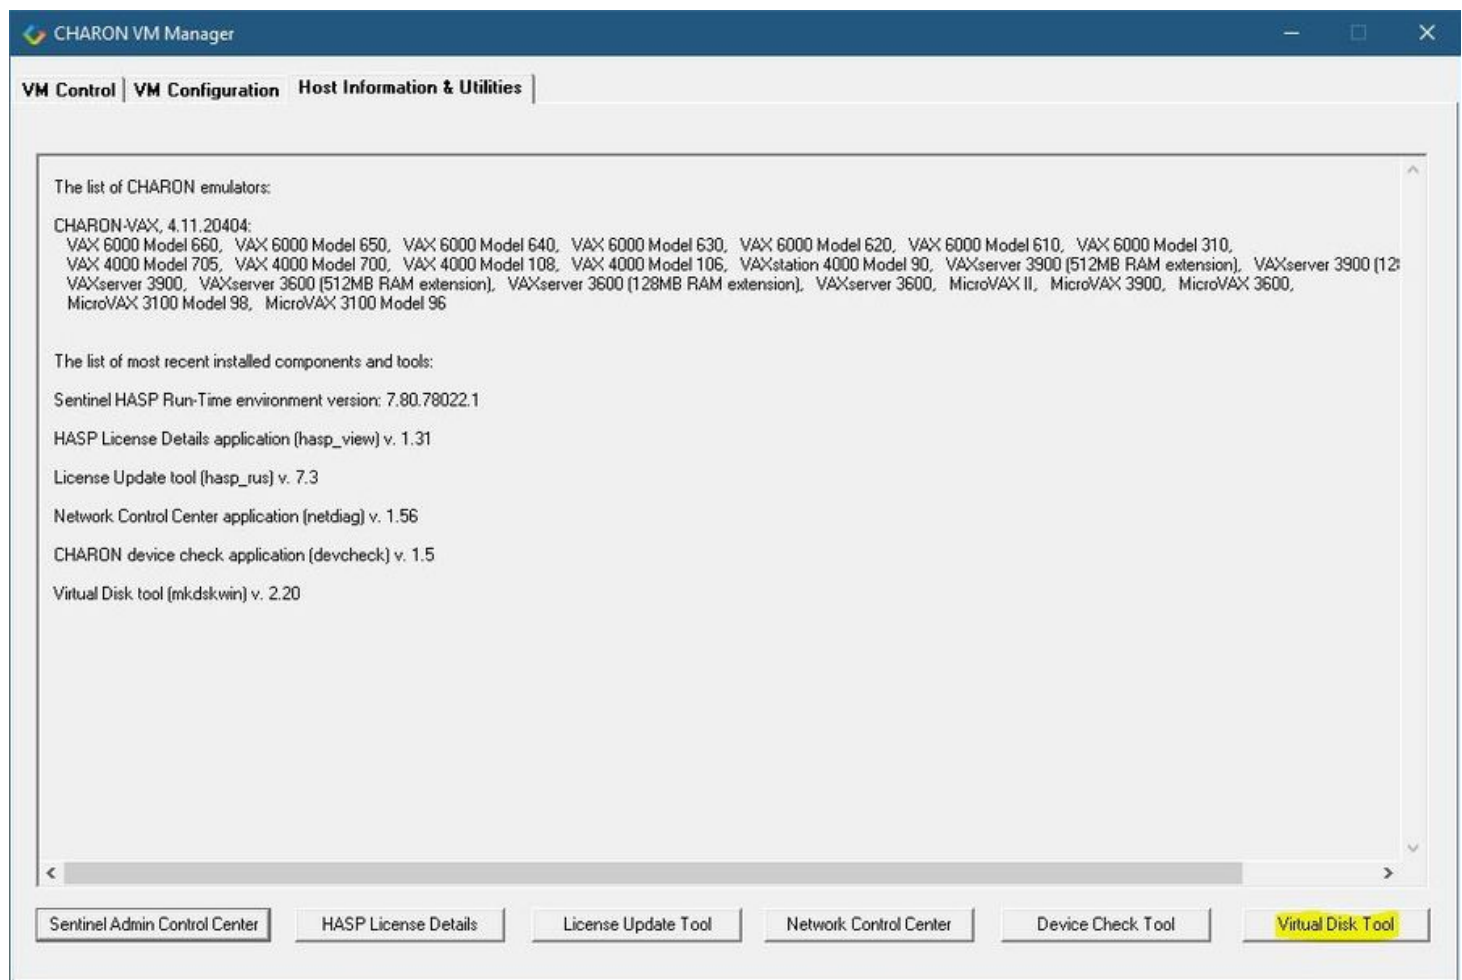 CHARON VM Manager
VM Control VM Configuration Host Information & Utilities
The list of CHARON emulators:
CHARON-VAX, 4.11.20404:
VAX 6000 Model 660, VAX 6000 Model 650, VAX 6000 Model 640, VAX 6000 Model 630, VAX 6000 Model 620, VAX 6000 Model 610, VAX 6000 Model 310,
VAX 4000 Model 705, VAX 4000 Model 700, VAX 4000 Model 108, VAX 4000 Model 106, VAXstation 4000 Model 90, VAXserver 3900 (512MB RAM extension), VAXserver 3900 (12
VAXserver 3900, VAXserver 3600 (512MB RAM extension), VAXserver 3600 (128MB RAM extension), VAXserver 3600, MicroVAX II, MicroVAX 3900, MicroVAX 3600,
MicroVAX 3100 Model 98, MicroVAX 3100 Model 96
The list of most recent installed components and tools:
Sentinel HASP Run-Time environment version: 7.80.78022.1
HASP License Details application (hasp_view) v. 1.31
License Update tool (hasp_rus) v. 7.3
Network Control Center application (netdiag) v. 1.56
CHARON device check application (devcheck) v. 1.5
Virtual Disk tool (mkdskwin) v. 2.20
Sentinel Admin Control Center HASP License Details License Update Tool Network Control Center Device Check Tool Virtual Disk Tool